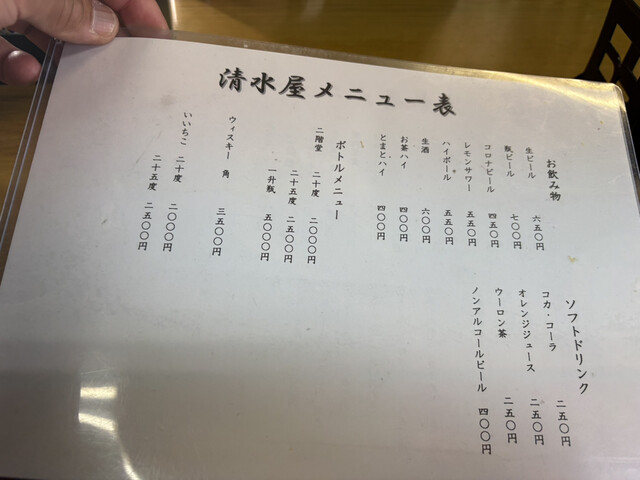 清水屋メニュー表
お飲み物
生ビール 六五〇円
瓶ビール 七〇〇円
コロナビール 四五〇円
レモンサワー 五五〇円
ハイボール 五五〇円
生酒 六〇〇円
お茶ハイ 四〇〇円
とまとハイ 四〇〇円
ボトルメニュー
二階堂 二十度 二〇〇〇円
二十五度 二五〇〇円
一升瓶 五〇〇〇円
ウィスキー 角 三五〇〇円
いいちこ 二十度 二〇〇〇円
二十五度 二五〇〇円
ソフトドリンク
コカ・コーラ 二五〇円
オレンジジュース 二五〇円
ウーロン茶 二五〇円
ノンアルコールビール 四〇〇円